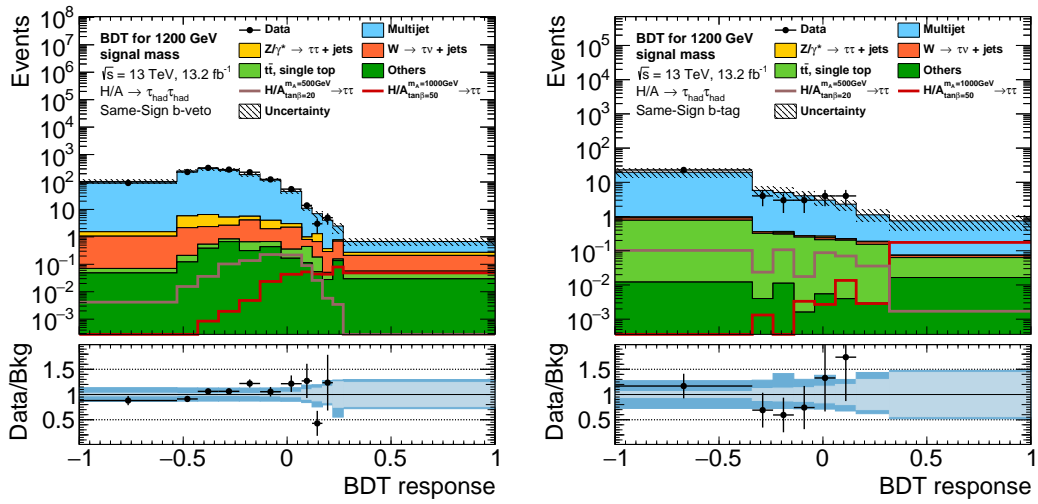 Events
10⁸
10⁷
10⁶
10⁵
10⁴
10³
10²
10
1
10⁻¹
10⁻²
10⁻³
BDT for 1200 GeV
signal mass
√s = 13 TeV, 13.2 fb⁻¹
H/A → τhadτhad
Same-Sign b-veto
Data
Multijet
Z/γ* → ττ + jets
W → τν + jets
tt̄, single top
Others
H/A mA=500GeV tanβ=20 →ττ
H/A mA=1000GeV tanβ=50 →ττ
Uncertainty
Data/Bkg
1.5
1
0.5
−1
−0.5
0
0.5
1
BDT response
Events
10⁵
10⁴
10³
10²
10
1
10⁻¹
10⁻²
10⁻³
BDT for 1200 GeV
signal mass
√s = 13 TeV, 13.2 fb⁻¹
H/A → τhadτhad
Same-Sign b-tag
Data
Multijet
Z/γ* → ττ + jets
W → τν + jets
tt̄, single top
Others
H/A mA=500GeV tanβ=20 →ττ
H/A mA=1000GeV tanβ=50 →ττ
Uncertainty
Data/Bkg
1.5
1
0.5
−1
−0.5
0
0.5
1
BDT response